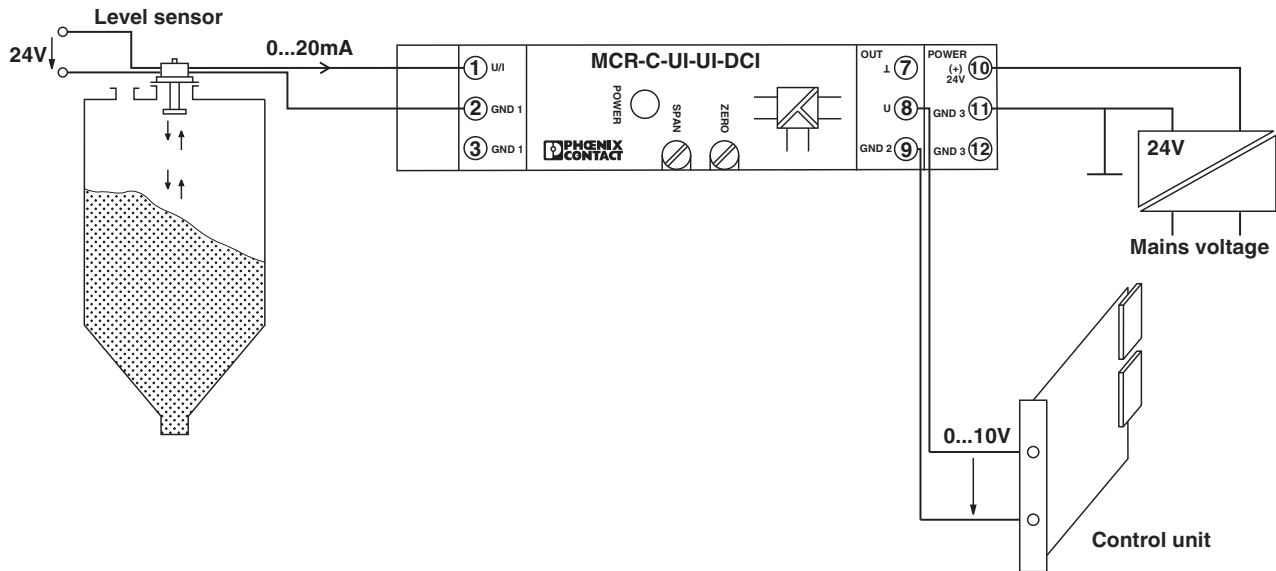 Level sensor
24V
0...20mA
1 U/I
2 GND 1
3 GND 1
MCR-C-UI-UI-DCI
POWER
SPAN
ZERO
PHŒNIX
CONTACT
OUT
⊥ 7
U 8
GND 2 9
POWER
(+) 10
24V
GND 3 11
GND 3 12
24V
Mains voltage
0...10V
Control unit